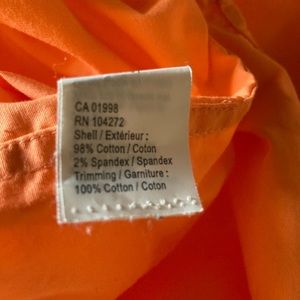 CA 01998
RN 104272
Shell / Extérieur :
98% Cotton / Coton
2% Spandex / Spandex
Trimming / Garniture :
100% Cotton / Coton